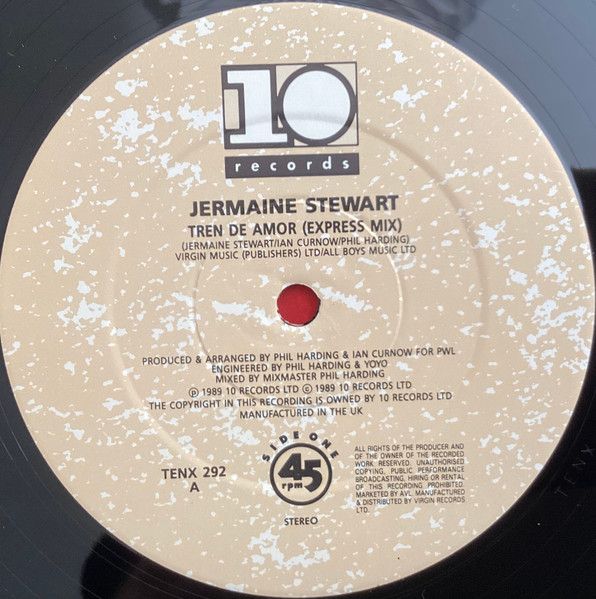 10
records
JERMAINE STEWART
TREN DE AMOR (EXPRESS MIX)
(JERMAINE STEWART/IAN CURNOW/PHIL HARDING)
VIRGIN MUSIC (PUBLISHERS) LTD/ALL BOYS MUSIC LTD
PRODUCED & ARRANGED BY PHIL HARDING & IAN CURNOW FOR PWL
ENGINEERED BY PHIL HARDING & YOYO
MIXED BY MIXMASTER PHIL HARDING
℗ 1989 10 RECORDS LTD © 1989 10 RECORDS LTD
THE COPYRIGHT IN THIS RECORDING IS OWNED BY 10 RECORDS LTD
MANUFACTURED IN THE UK
TENX 292
A
SIDE ONE
45
rpm
STEREO
ALL RIGHTS OF THE PRODUCER AND
OF THE OWNER OF THE RECORDED
WORK RESERVED. UNAUTHORISED
COPYING, PUBLIC PERFORMANCE
BROADCASTING, HIRING OR RENTAL
OF THIS RECORDING PROHIBITED.
MARKETED BY AVL. MANUFACTURED
& DISTRIBUTED BY VIRGIN RECORDS
LTD.
TENX